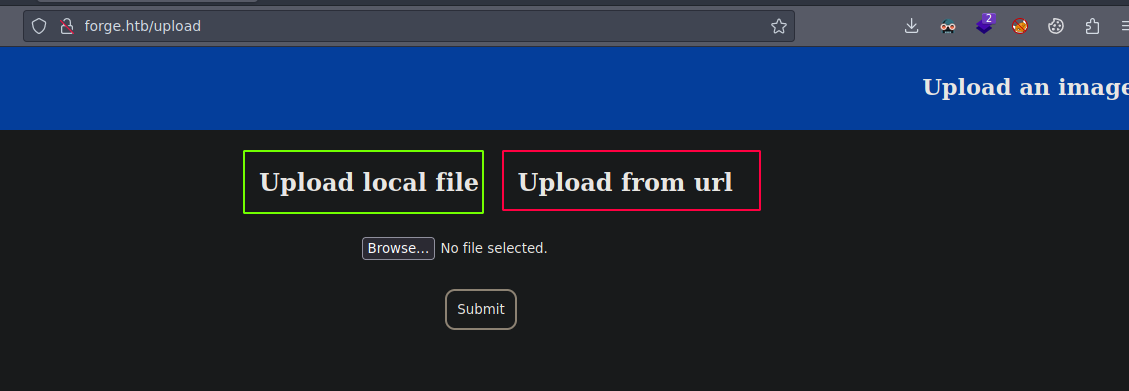 forge.htb/upload
2
Upload an image
Upload local file
Upload from url
Browse... No file selected.
Submit